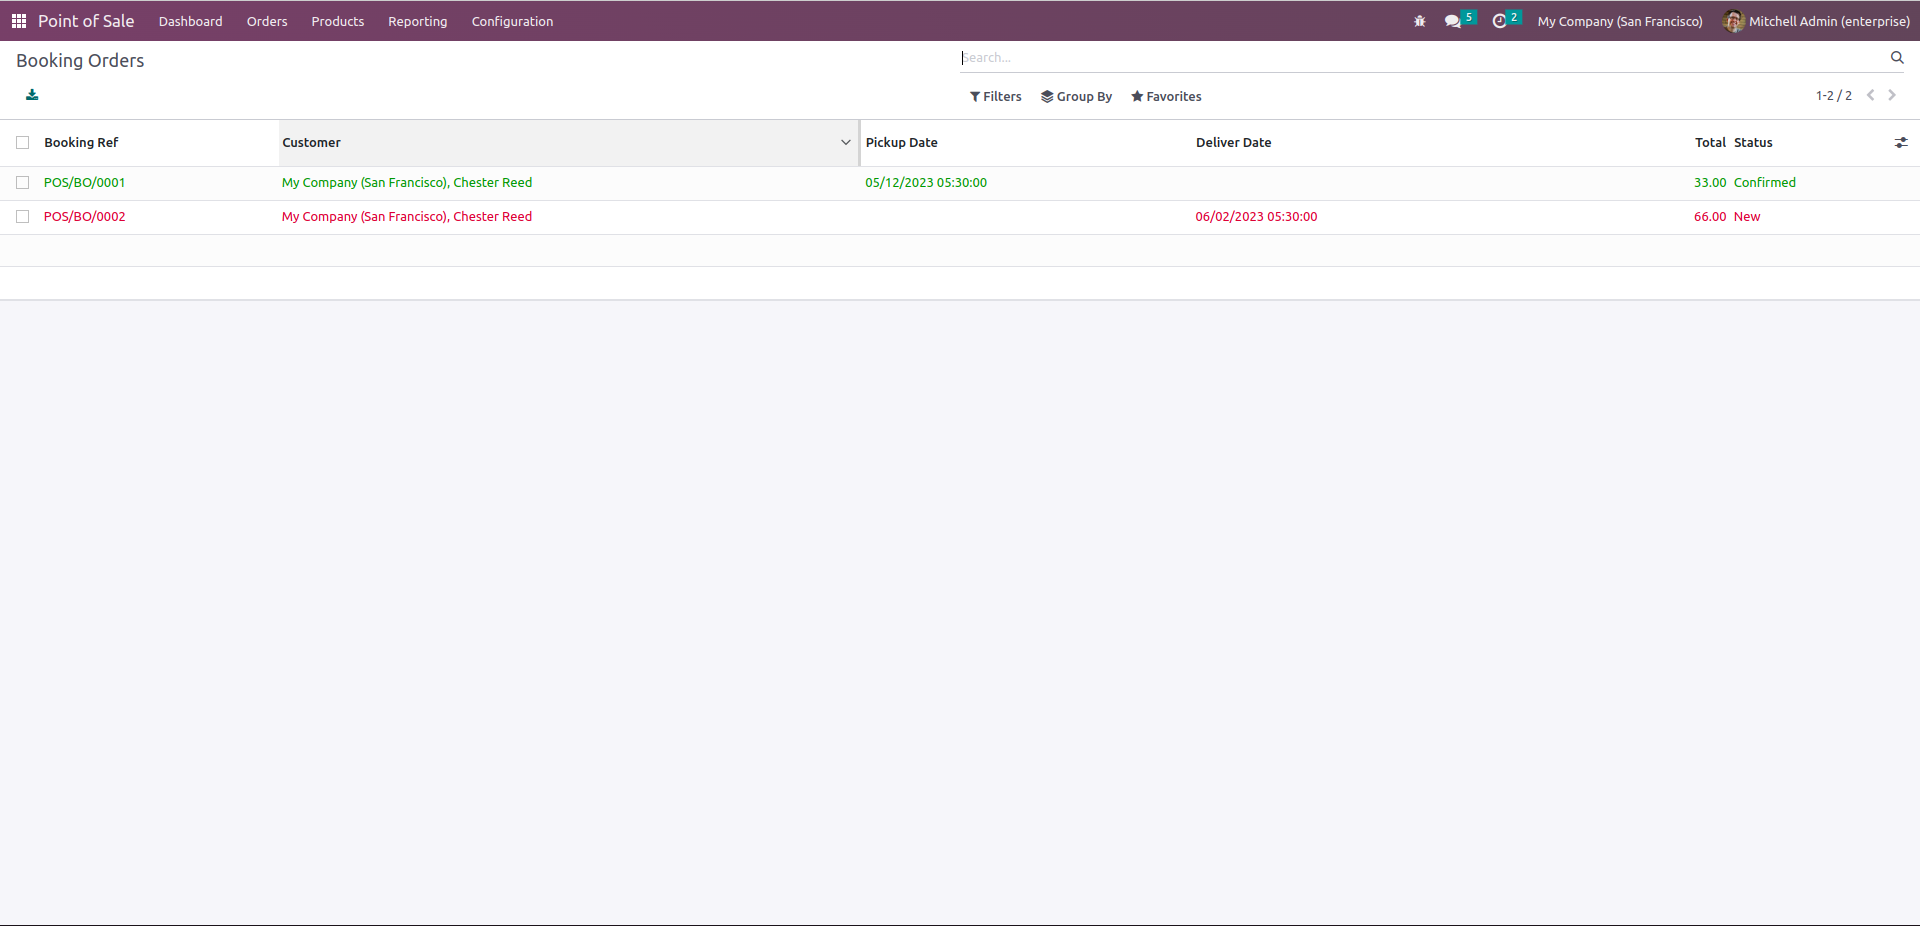 Point of Sale Dashboard Orders Products Reporting Configuration 5 2 My Company (San Francisco) Mitchell Admin (enterprise)
Booking Orders Search...
Filters Group By Favorites 1-2 / 2
Booking Ref Customer Pickup Date Deliver Date Total Status
POS/BO/0001 My Company (San Francisco), Chester Reed 05/12/2023 05:30:00 33.00 Confirmed
POS/BO/0002 My Company (San Francisco), Chester Reed 06/02/2023 05:30:00 66.00 New